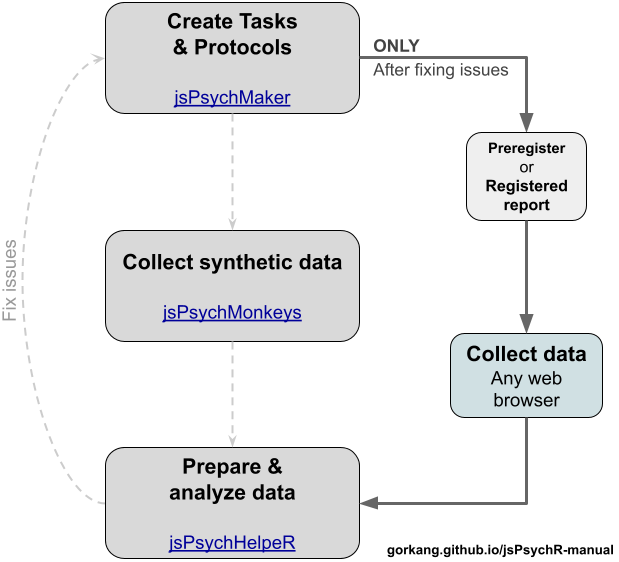 Create Tasks
& Protocols
jsPsychMaker
ONLY
After fixing issues
Preregister
or
Registered
report
Fix issues
Collect synthetic data
jsPsychMonkeys
Collect data
Any web
browser
Prepare &
analyze data
jsPsychHelpeR
gorkang.github.io/jsPsychR-manual